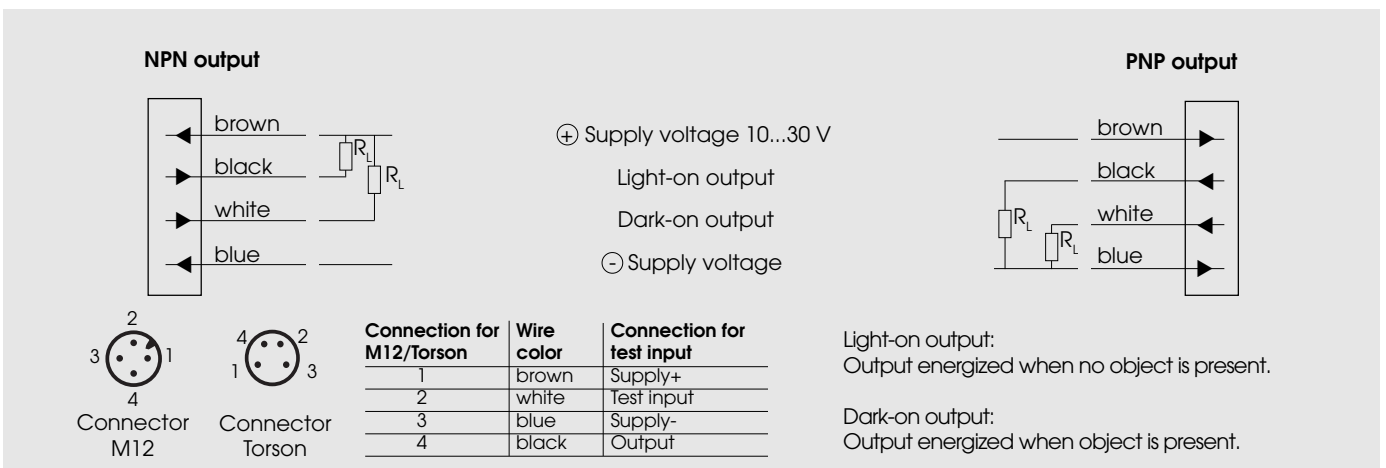 NPN output
PNP output
brown
black
white
blue
R_L
R_L
+ Supply voltage 10...30 V
Light-on output
Dark-on output
- Supply voltage
brown
black
white
blue
R_L
R_L
2
3 1
4
Connector
M12
4 2
1 3
Connector
Torson
Connection for M12/Torson | Wire color | Connection for test input
1 brown Supply+
2 white Test input
3 blue Supply-
4 black Output
Light-on output:
Output energized when no object is present.
Dark-on output:
Output energized when object is present.